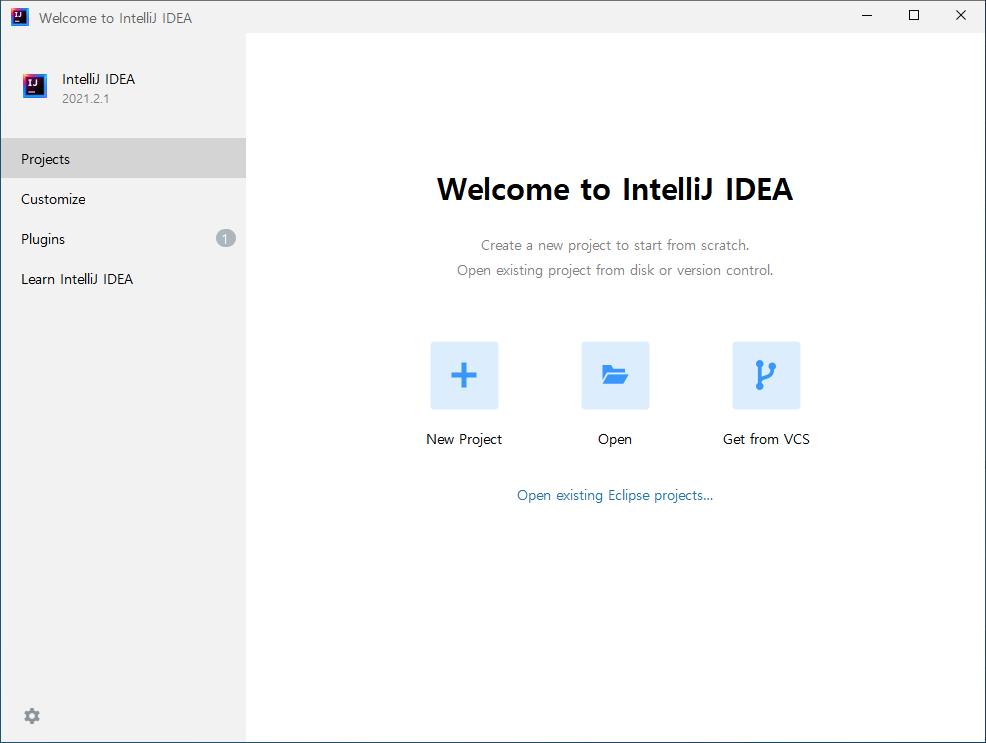 Welcome to IntelliJ IDEA
IntelliJ IDEA
2021.2.1
Projects
Customize
Plugins 1
Learn IntelliJ IDEA
Welcome to IntelliJ IDEA
Create a new project to start from scratch.
Open existing project from disk or version control.
New Project Open Get from VCS
Open existing Eclipse projects...